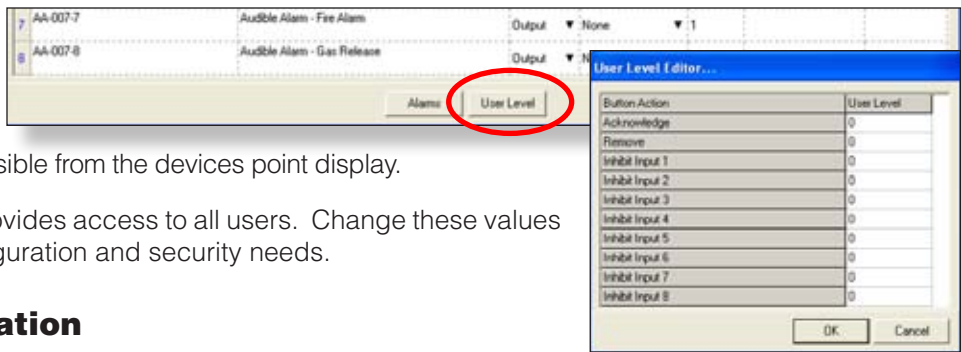 7 AA-007-7 Audible Alarm - Fire Alarm Output ▼ None ▼ 1
8 AA-007-8 Audible Alarm - Gas Release Output ▼ N
Alarms User Level
User Level Editor...
Button Action User Level
Acknowledge 0
Remove 0
Inhibit Input 1 0
Inhibit Input 2 0
Inhibit Input 3 0
Inhibit Input 4 0
Inhibit Input 5 0
Inhibit Input 6 0
Inhibit Input 7 0
Inhibit Input 8 0
OK Cancel
sible from the devices point display.
ovides access to all users. Change these values
guration and security needs.
ation